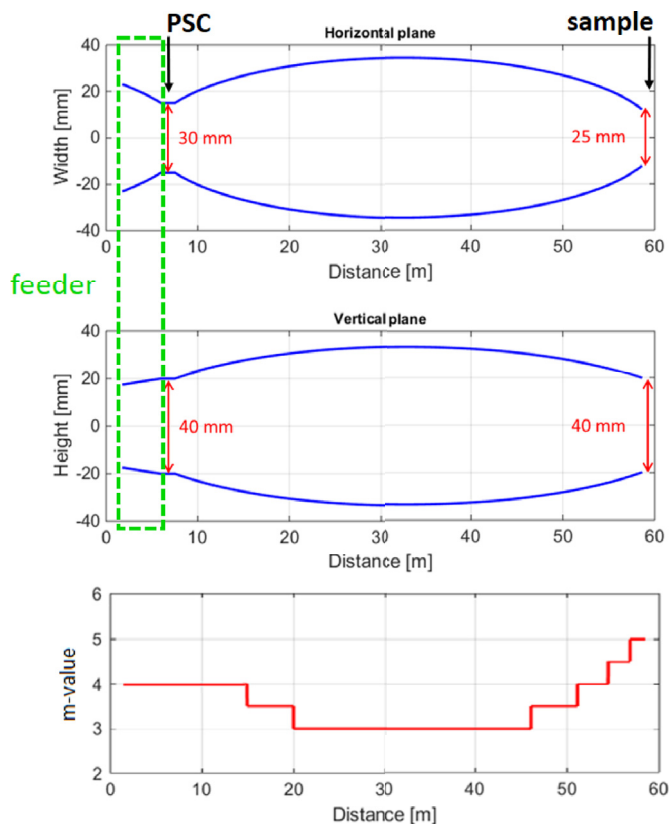 PSC
sample
Horizontal plane
40
20
0
-20
-40
Width [mm]
30 mm
25 mm
0
10
20
30
40
50
60
Distance [m]
feeder
Vertical plane
40
20
0
-20
-40
Height [mm]
40 mm
40 mm
0
10
20
30
40
50
60
Distance [m]
6
5
4
3
2
m-value
0
10
20
30
40
50
60
Distance [m]